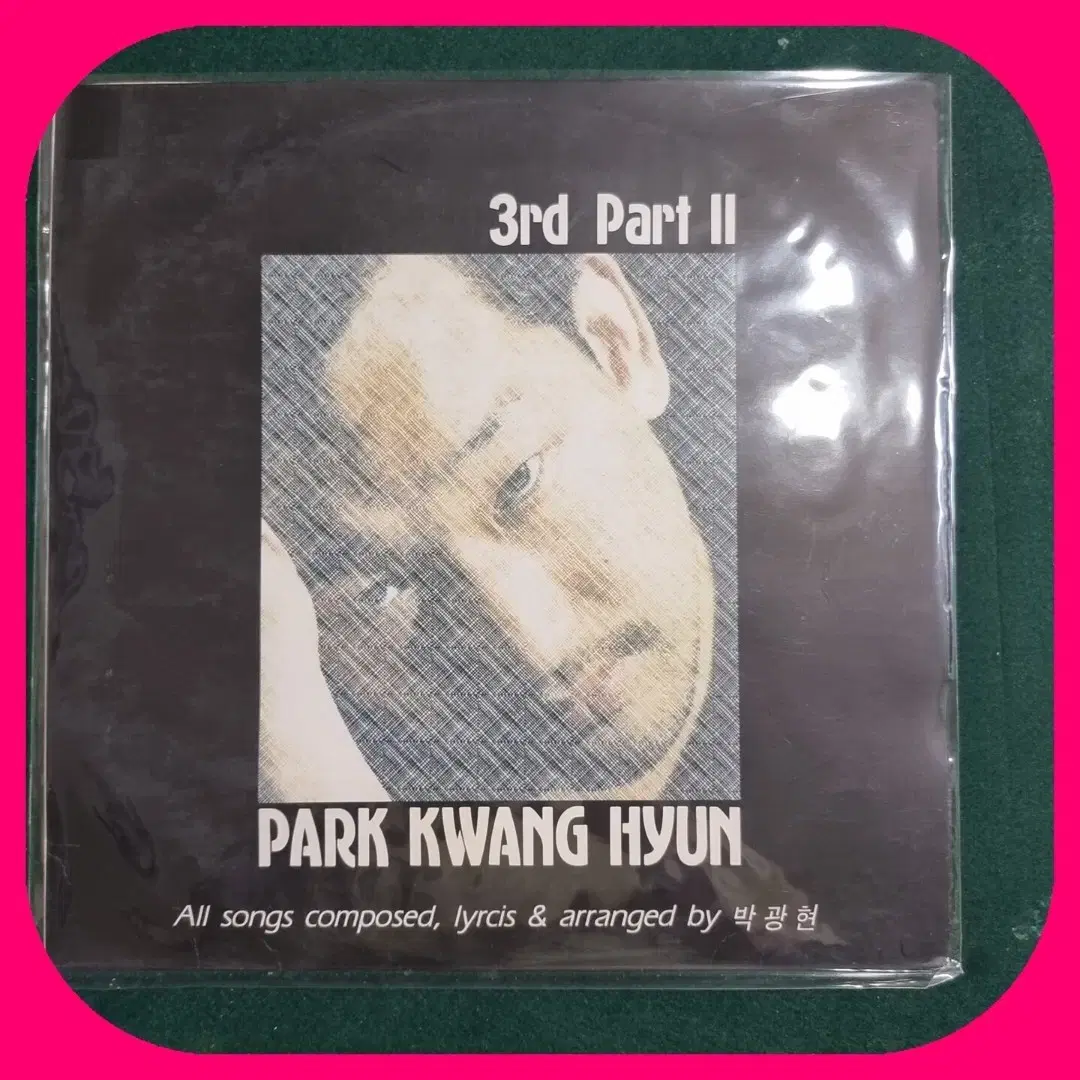 3rd Part II
PARK KWANG HYUN
All songs composed, lyrcis & arranged by 박광현